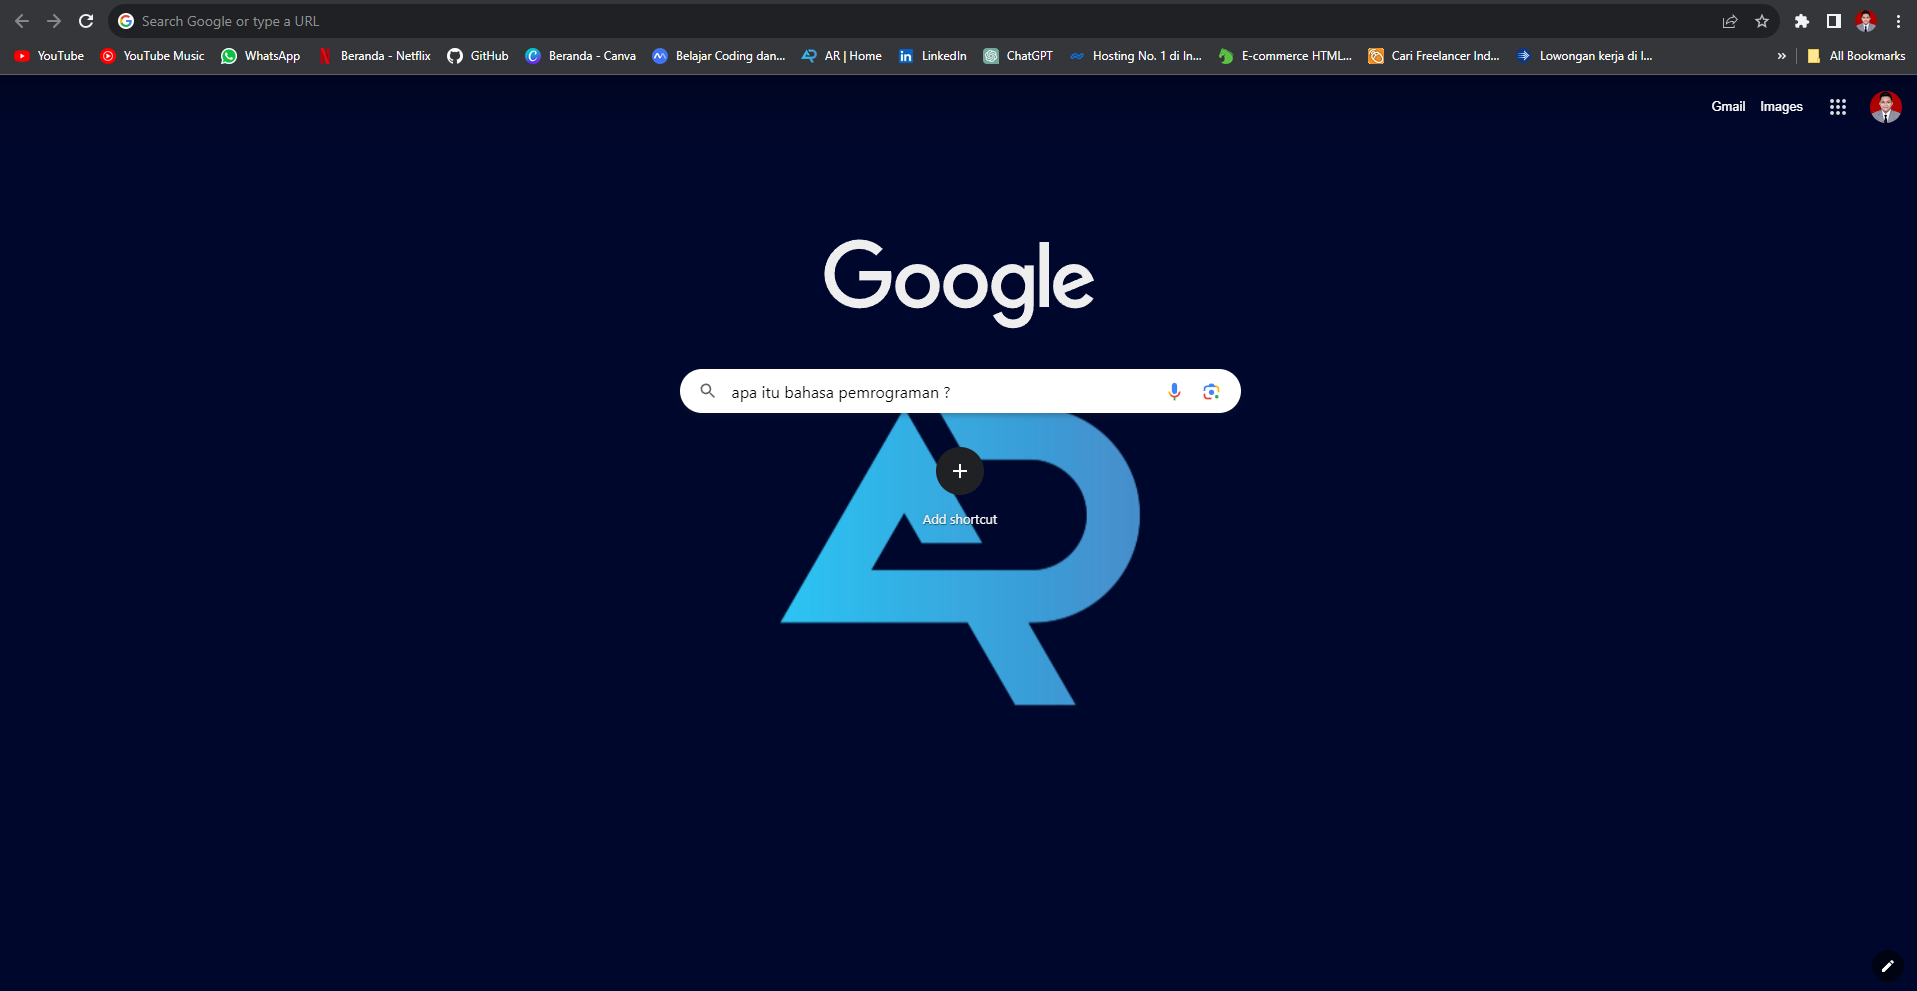 Search Google or type a URL
YouTube YouTube Music WhatsApp Beranda - Netflix GitHub Beranda - Canva Belajar Coding dan... AR | Home LinkedIn ChatGPT Hosting No. 1 di In... E-commerce HTML... Cari Freelancer Ind... Lowongan kerja di I... » All Bookmarks
Gmail Images
Google
apa itu bahasa pemrograman ?
Add shortcut
AR